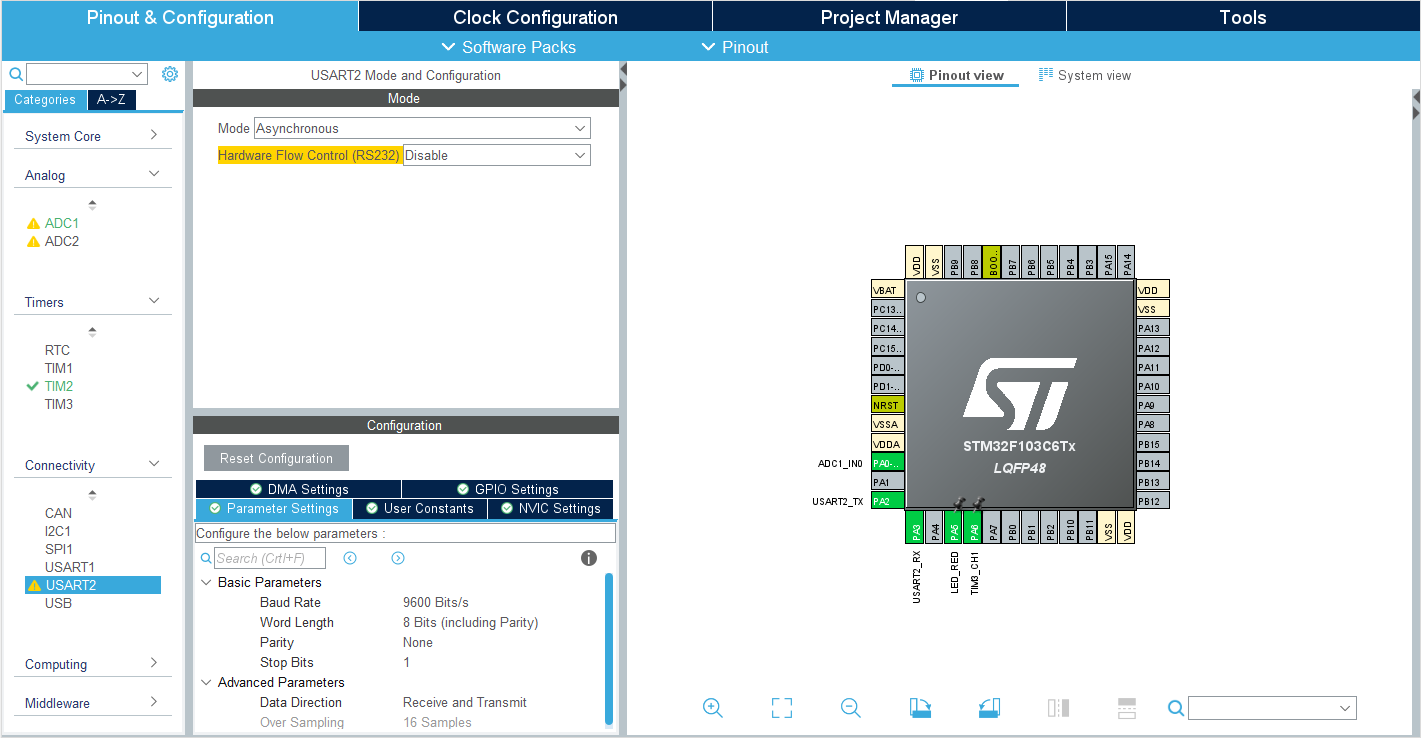 Pinout & Configuration
Clock Configuration
Project Manager
Tools
Software Packs
Pinout
Categories
A->Z
System Core
Analog
ADC1
ADC2
Timers
RTC
TIM1
TIM2
TIM3
Connectivity
CAN
I2C1
SPI1
USART1
USART2
USB
Computing
Middleware
USART2 Mode and Configuration
Mode
Mode Asynchronous
Hardware Flow Control (RS232) Disable
Configuration
Reset Configuration
DMA Settings
GPIO Settings
Parameter Settings
User Constants
NVIC Settings
Configure the below parameters :
Search (Crtl+F)
Basic Parameters
Baud Rate 9600 Bits/s
Word Length 8 Bits (including Parity)
Parity None
Stop Bits 1
Advanced Parameters
Data Direction Receive and Transmit
Over Sampling 16 Samples
Pinout view
System view
VDD
VSS
PB9
PB8
BOO..
PB7
PB6
PB5
PB4
PB3
PA15
PA14
VBAT
PC13..
PC14..
PC15..
PD0-..
PD1-..
NRST
VSSA
VDDA
ADC1_IN0 PA0-..
PA1
USART2_TX PA2
VDD
VSS
PA13
PA12
PA11
PA10
PA9
PA8
PB15
PB14
PB13
PB12
ST
STM32F103C6Tx
LQFP48
PA3
PA4
PA5
PA6
PA7
PB0
PB1
PB2
PB10
PB11
VSS
VDD
USART2_RX
LED_RED
TIM3_CH1